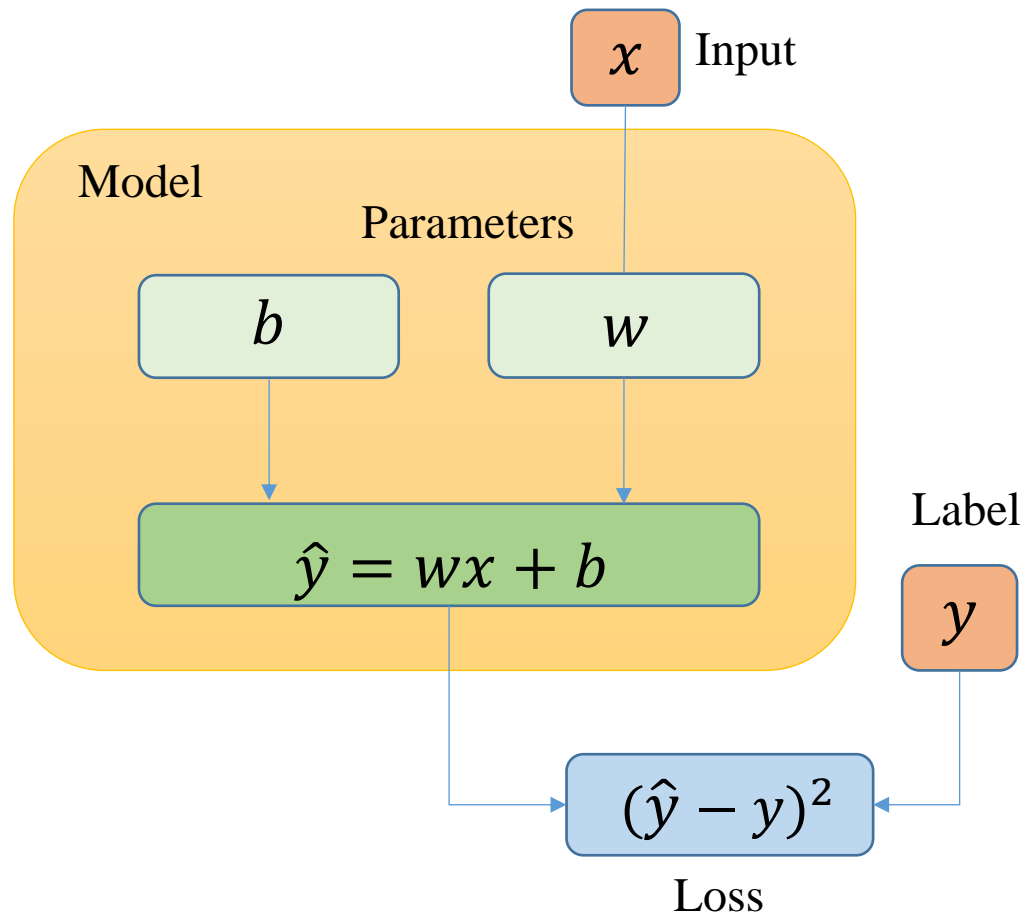 x
Input
Model
Parameters
b
w
ŷ = wx + b
Label
y
(ŷ − y)²
Loss